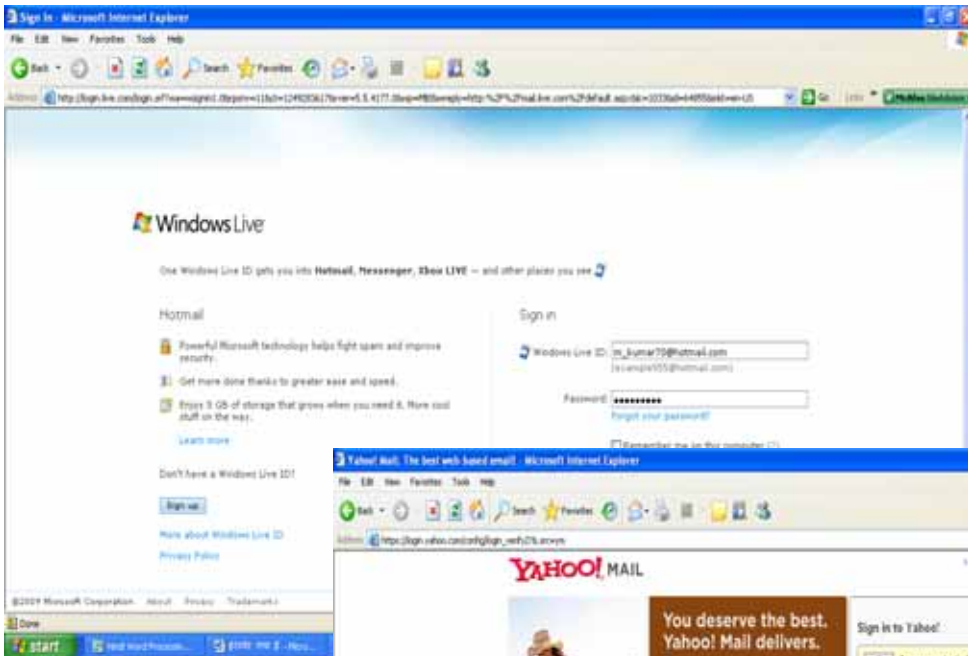 Sign In - Microsoft Internet Explorer
File Edit View Favorites Tools Help
Back Search Favorites
Go Links
Windows Live
One Windows Live ID gets you into Hotmail, Messenger, Xbox LIVE — and other places you see
Hotmail
Powerful Microsoft technology helps fight spam and improve
security.
Get more done thanks to greater ease and speed.
Enjoy 5 GB of storage that grows when you need it. More cool
stuff on the way.
Learn more
Don't have a Windows Live ID?
Sign up
More about Windows Live ID
Privacy Policy
Sign in
Windows Live ID: m_kumar70@hotmail.com
(example555@hotmail.com)
Password:
Forgot your password?
Remember me on this computer (?)
©2009 Microsoft Corporation About Privacy Trademarks
Done
start
Yahoo! Mail: The best web-based email! - Microsoft Internet Explorer
File Edit View Favorites Tools Help
Back Search Favorites
YAHOO! MAIL
You deserve the best.
Yahoo! Mail delivers.
Sign in to Yahoo!